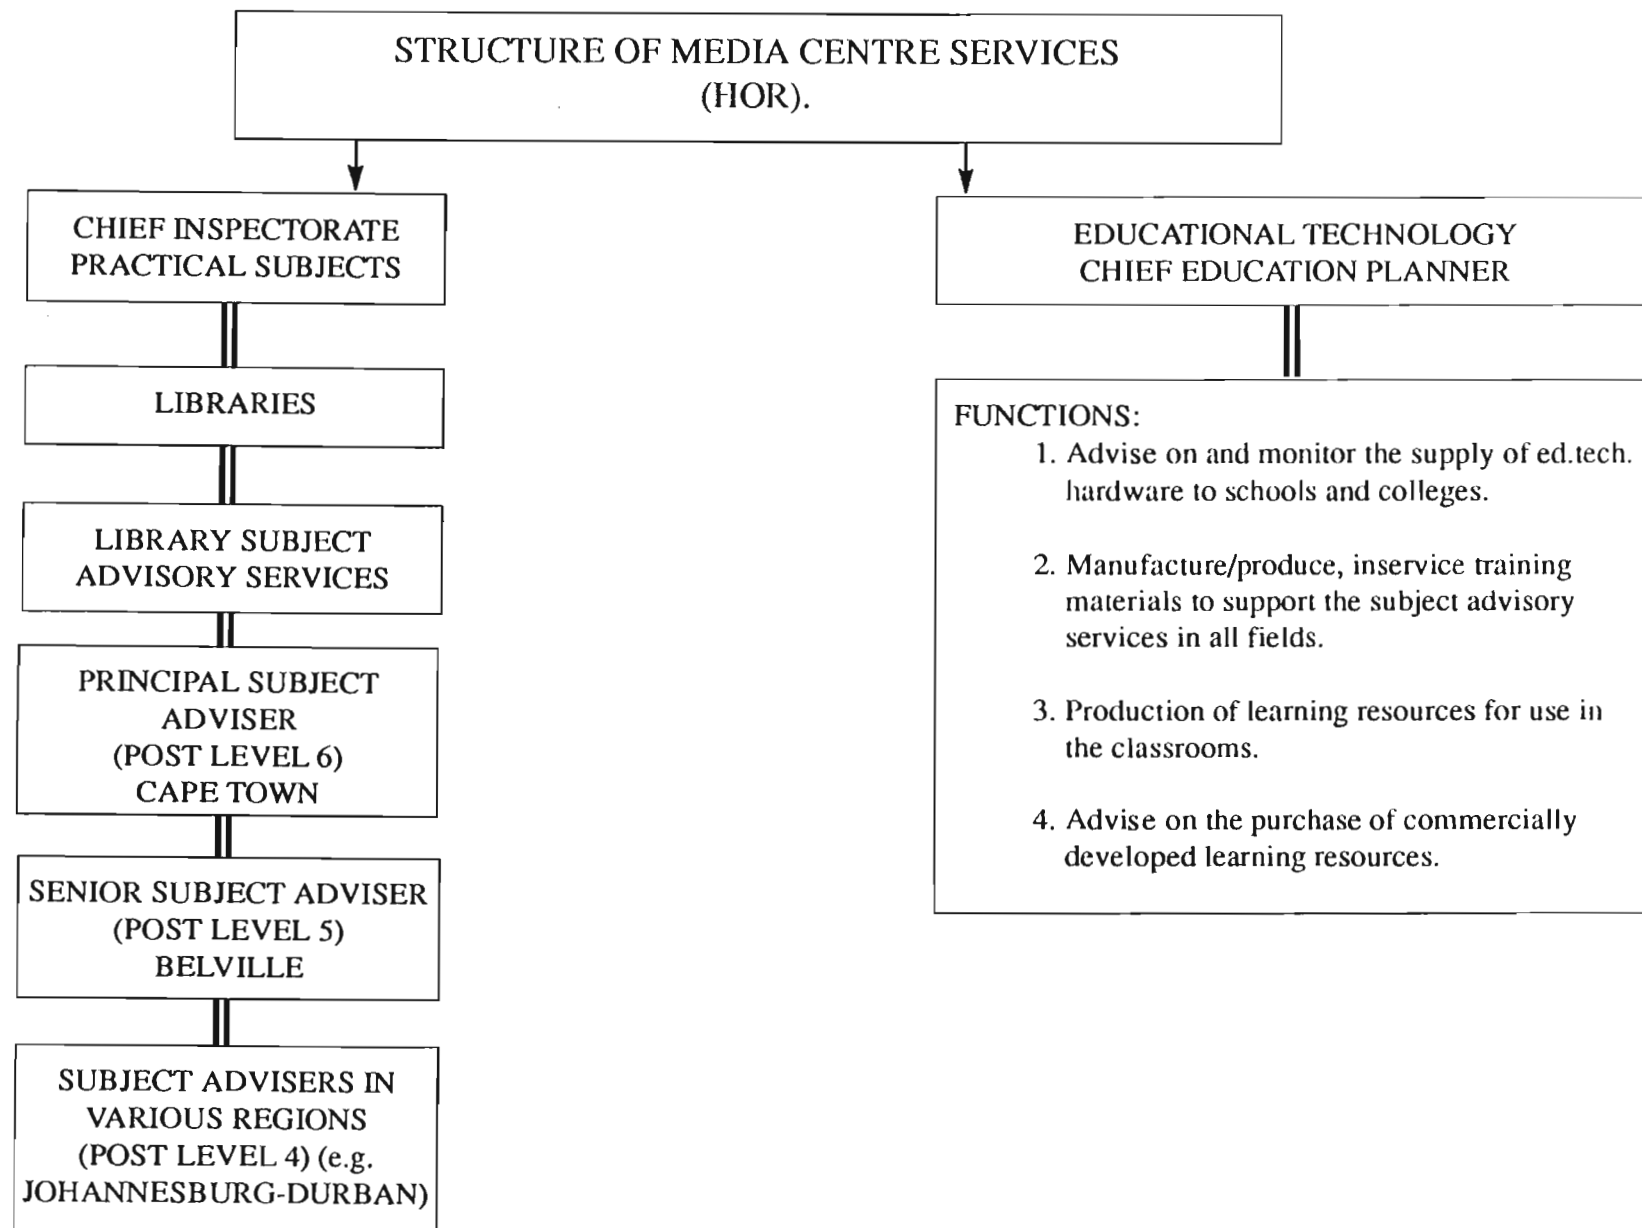 STRUCTURE OF MEDIA CENTRE SERVICES
(HOR).
CHIEF INSPECTORATE
PRACTICAL SUBJECTS
LIBRARIES
LIBRARY SUBJECT
ADVISORY SERVICES
PRINCIPAL SUBJECT
ADVISER
(POST LEVEL 6)
CAPE TOWN
SENIOR SUBJECT ADVISER
(POST LEVEL 5)
BELVILLE
SUBJECT ADVISERS IN
VARIOUS REGIONS
(POST LEVEL 4) (e.g.
JOHANNESBURG-DURBAN)
EDUCATIONAL TECHNOLOGY
CHIEF EDUCATION PLANNER
FUNCTIONS:
1. Advise on and monitor the supply of ed.tech.
hardware to schools and colleges.
2. Manufacture/produce, inservice training
materials to support the subject advisory
services in all fields.
3. Production of learning resources for use in
the classrooms.
4. Advise on the purchase of commercially
developed learning resources.